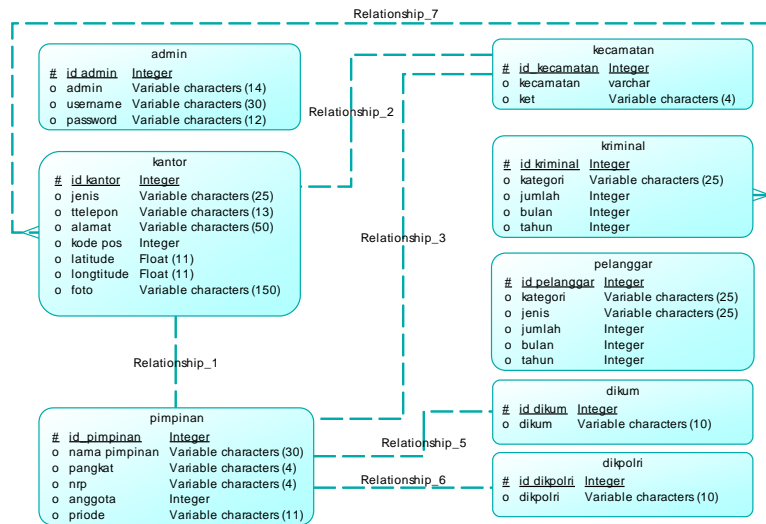 Relationship_7
admin
# id admin Integer
o admin Variable characters (14)
o username Variable characters (30)
o password Variable characters (12)
kecamatan
# id_kecamatan Integer
o kecamatan varchar
o ket Variable characters (4)
Relationship_2
kantor
# id kantor Integer
o jenis Variable characters (25)
o ttelepon Variable characters (13)
o alamat Variable characters (50)
o kode pos Integer
o latitude Float (11)
o longtitude Float (11)
o foto Variable characters (150)
kriminal
# id kriminal Integer
o kategori Variable characters (25)
o jumlah Integer
o bulan Integer
o tahun Integer
Relationship_3
pelanggar
# id pelanggar Integer
o kategori Variable characters (25)
o jenis Variable characters (25)
o jumlah Integer
o bulan Integer
o tahun Integer
Relationship_1
pimpinan
# id_pimpinan Integer
o nama pimpinan Variable characters (30)
o pangkat Variable characters (4)
o nrp Variable characters (4)
o anggota Integer
o priode Variable characters (11)
dikum
# id dikum Integer
o dikum Variable characters (10)
Relationship_5
dikpolri
# id dikpolri Integer
o dikpolri Variable characters (10)
Relationship_6